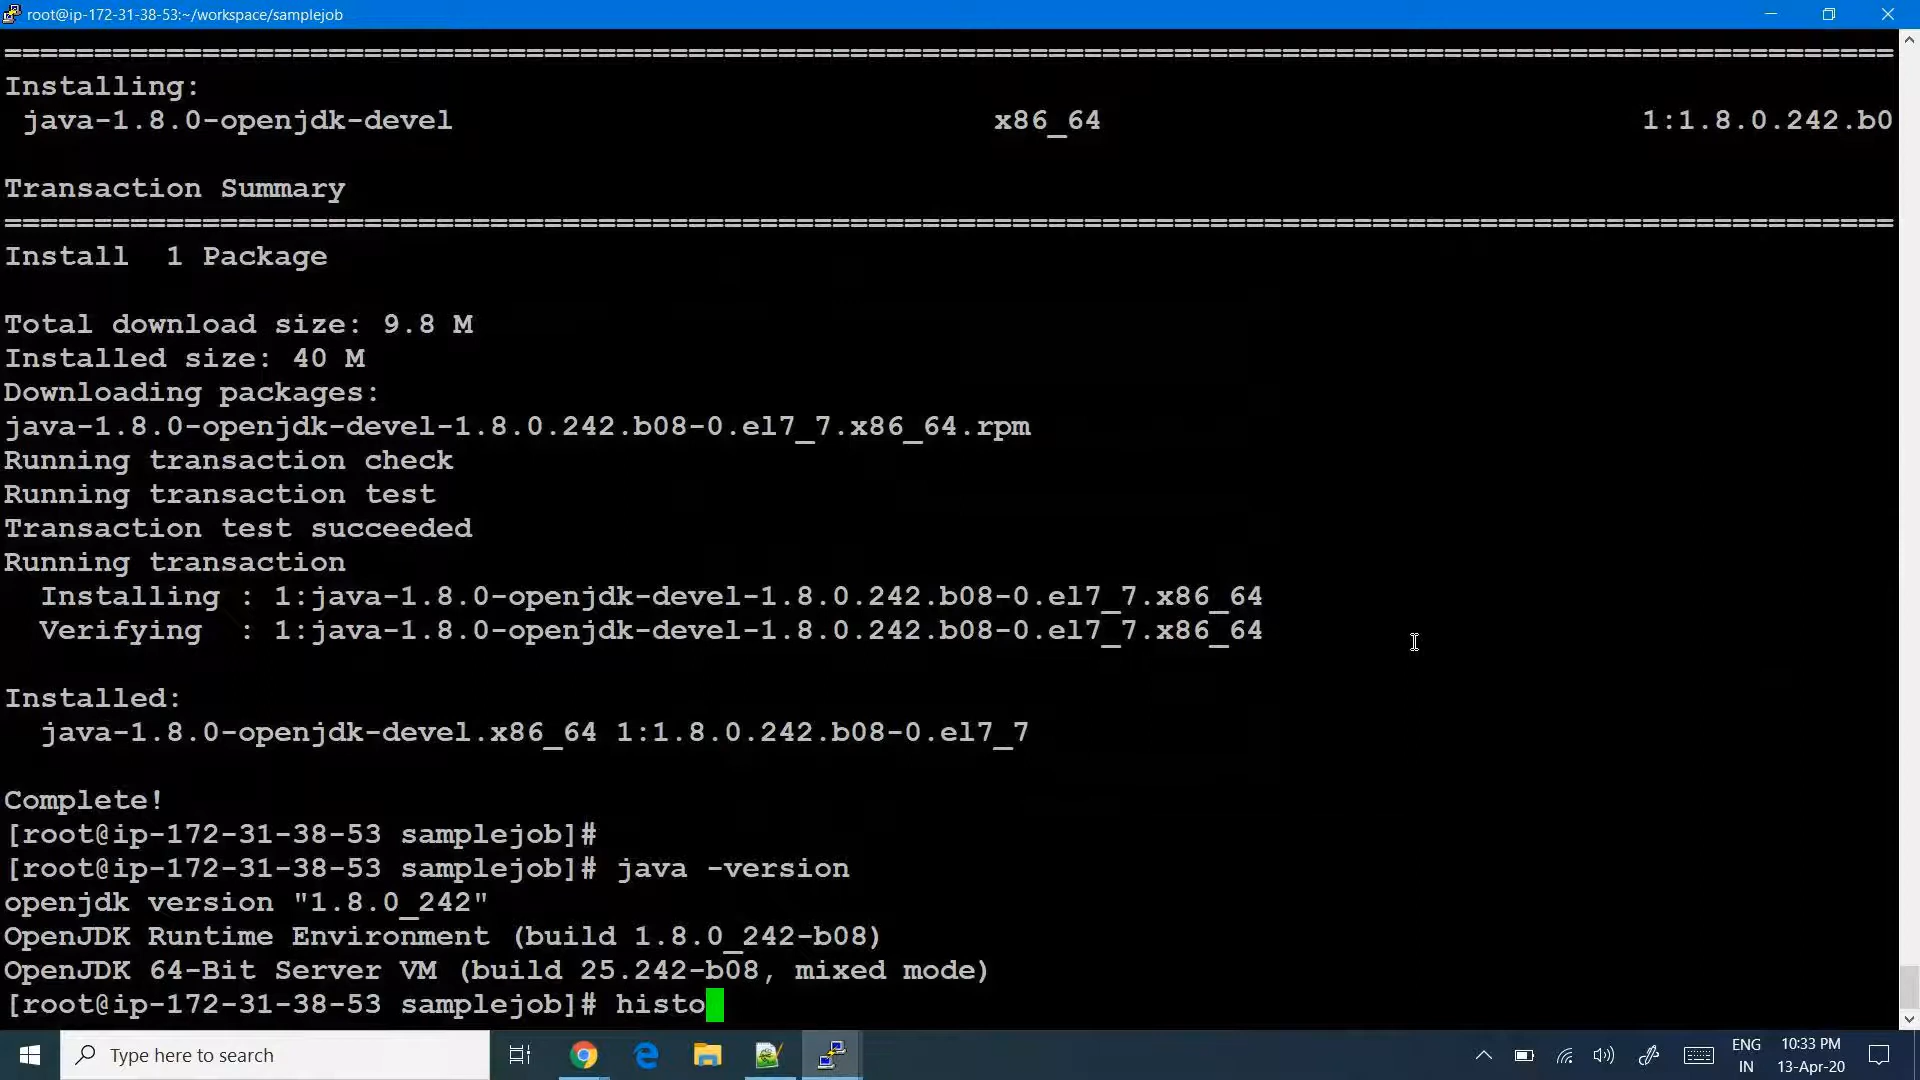 root@ip-172-31-38-53:~/workspace/samplejob
================================================================================
Installing:
java-1.8.0-openjdk-devel x86_64 1:1.8.0.242.b0
Transaction Summary
================================================================================
Install 1 Package
Total download size: 9.8 M
Installed size: 40 M
Downloading packages:
java-1.8.0-openjdk-devel-1.8.0.242.b08-0.el7_7.x86_64.rpm
Running transaction check
Running transaction test
Transaction test succeeded
Running transaction
Installing : 1:java-1.8.0-openjdk-devel-1.8.0.242.b08-0.el7_7.x86_64
Verifying : 1:java-1.8.0-openjdk-devel-1.8.0.242.b08-0.el7_7.x86_64
Installed:
java-1.8.0-openjdk-devel.x86_64 1:1.8.0.242.b08-0.el7_7
Complete!
[root@ip-172-31-38-53 samplejob]#
[root@ip-172-31-38-53 samplejob]# java -version
openjdk version "1.8.0_242"
OpenJDK Runtime Environment (build 1.8.0_242-b08)
OpenJDK 64-Bit Server VM (build 25.242-b08, mixed mode)
[root@ip-172-31-38-53 samplejob]# histo
Type here to search
ENG
IN
10:33 PM
13-Apr-20